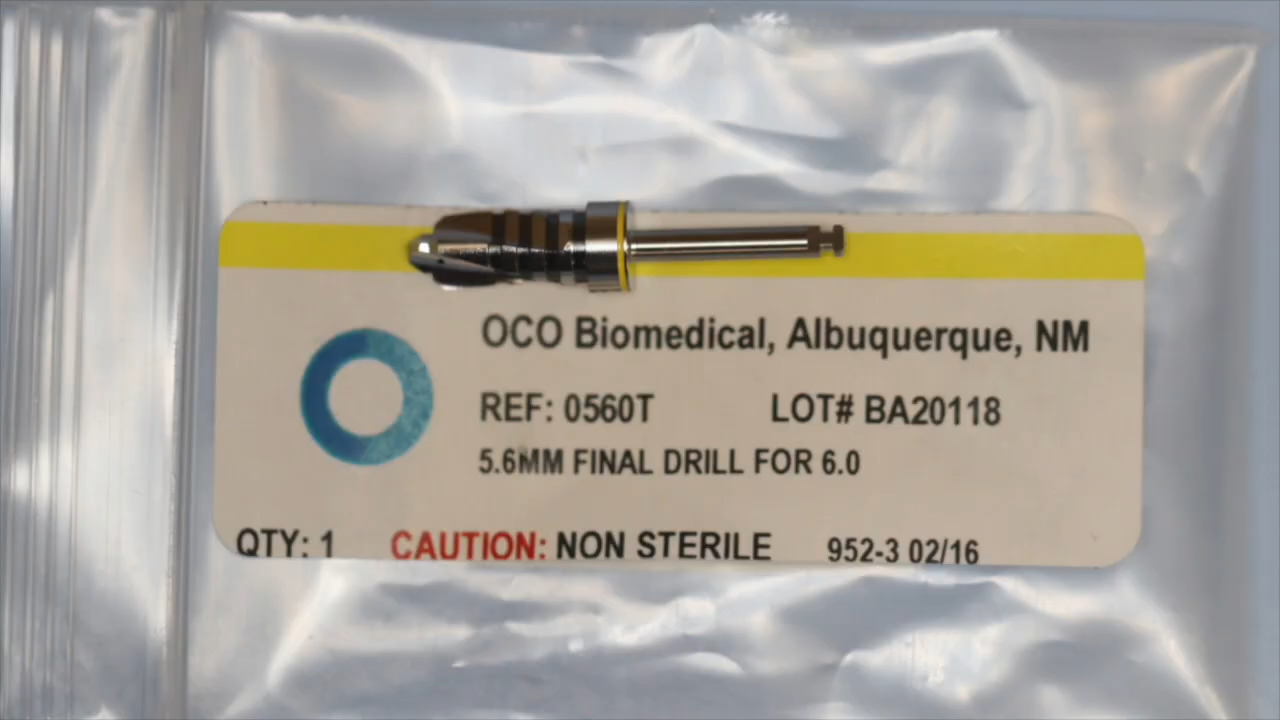 OCO Biomedical, Albuquerque, NM
REF: 0560T LOT# BA20118
5.6MM FINAL DRILL FOR 6.0
QTY: 1 CAUTION: NON STERILE 952-3 02/16